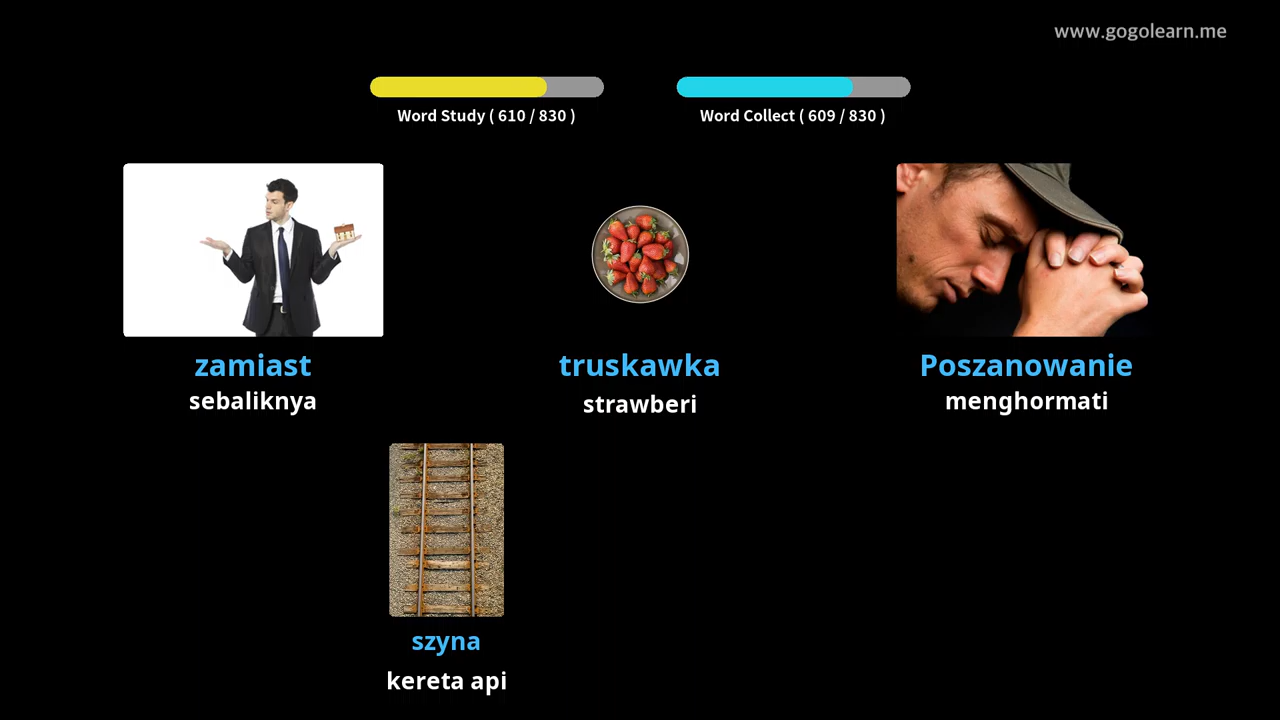 www.gogolearn.me
Word Study ( 610 / 830 )
Word Collect ( 609 / 830 )
zamiast
sebaliknya
truskawka
strawberi
Poszanowanie
menghormati
szyna
kereta api